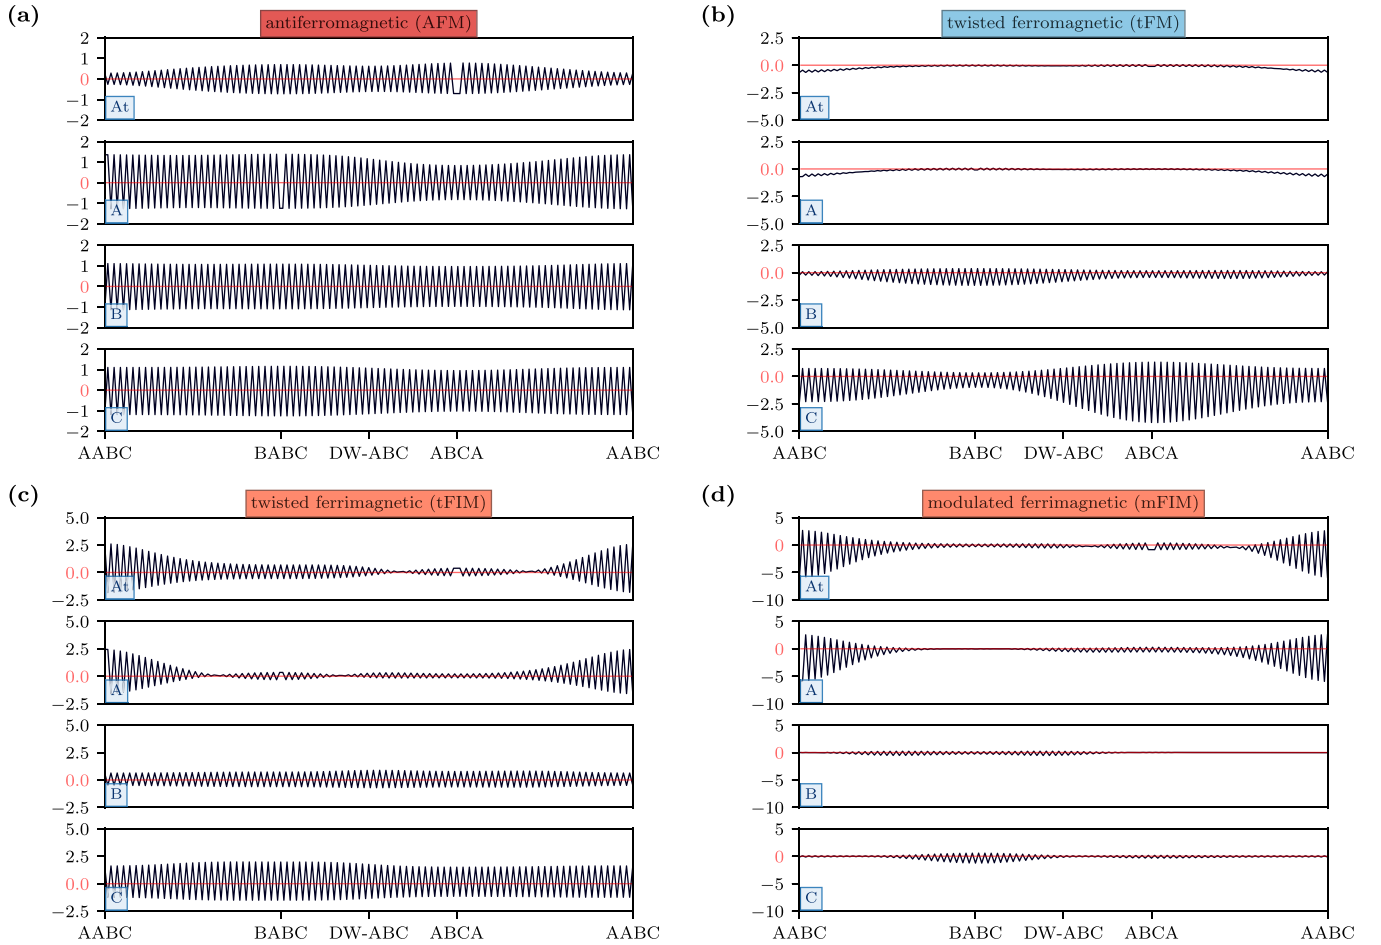 (a)
antiferromagnetic (AFM)
2
1
0
−1
−2
At
2
1
0
−1
−2
A
2
1
0
−1
−2
B
2
1
0
−1
−2
C
AABC BABC DW-ABC ABCA AABC
(b)
twisted ferromagnetic (tFM)
2.5
0.0
−2.5
−5.0
At
2.5
0.0
−2.5
−5.0
A
2.5
0.0
−2.5
−5.0
B
2.5
0.0
−2.5
−5.0
C
AABC BABC DW-ABC ABCA AABC
(c)
twisted ferrimagnetic (tFIM)
5.0
2.5
0.0
−2.5
At
5.0
2.5
0.0
−2.5
A
5.0
2.5
0.0
−2.5
B
5.0
2.5
0.0
−2.5
C
AABC BABC DW-ABC ABCA AABC
(d)
modulated ferrimagnetic (mFIM)
5
0
−5
−10
At
5
0
−5
−10
A
5
0
−5
−10
B
5
0
−5
−10
C
AABC BABC DW-ABC ABCA AABC